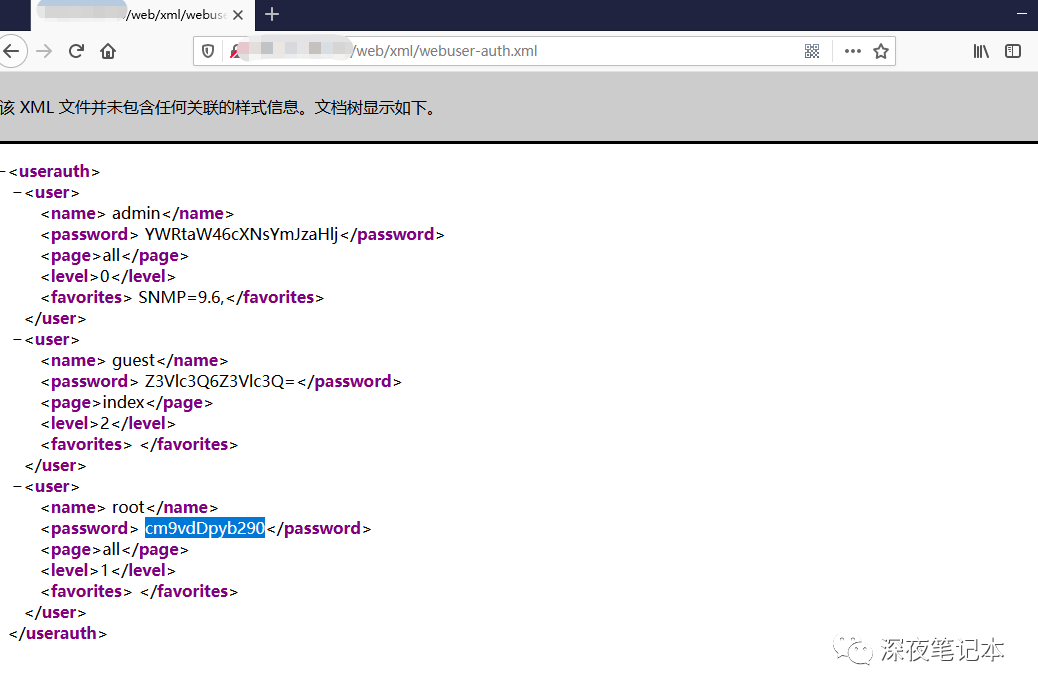 /web/xml/webuse
/web/xml/webuser-auth.xml
该 XML 文件并未包含任何关联的样式信息。文档树显示如下。
−<userauth>
−<user>
<name> admin</name>
<password> YWRtaW46cXNsYmJzaHlj</password>
<page>all</page>
<level>0</level>
<favorites> SNMP=9.6,</favorites>
</user>
−<user>
<name> guest</name>
<password> Z3Vlc3Q6Z3Vlc3Q=</password>
<page>index</page>
<level>2</level>
<favorites> </favorites>
</user>
−<user>
<name> root</name>
<password> cm9vdDpyb290</password>
<page>all</page>
<level>1</level>
<favorites> </favorites>
</user>
</userauth>
深夜笔记本